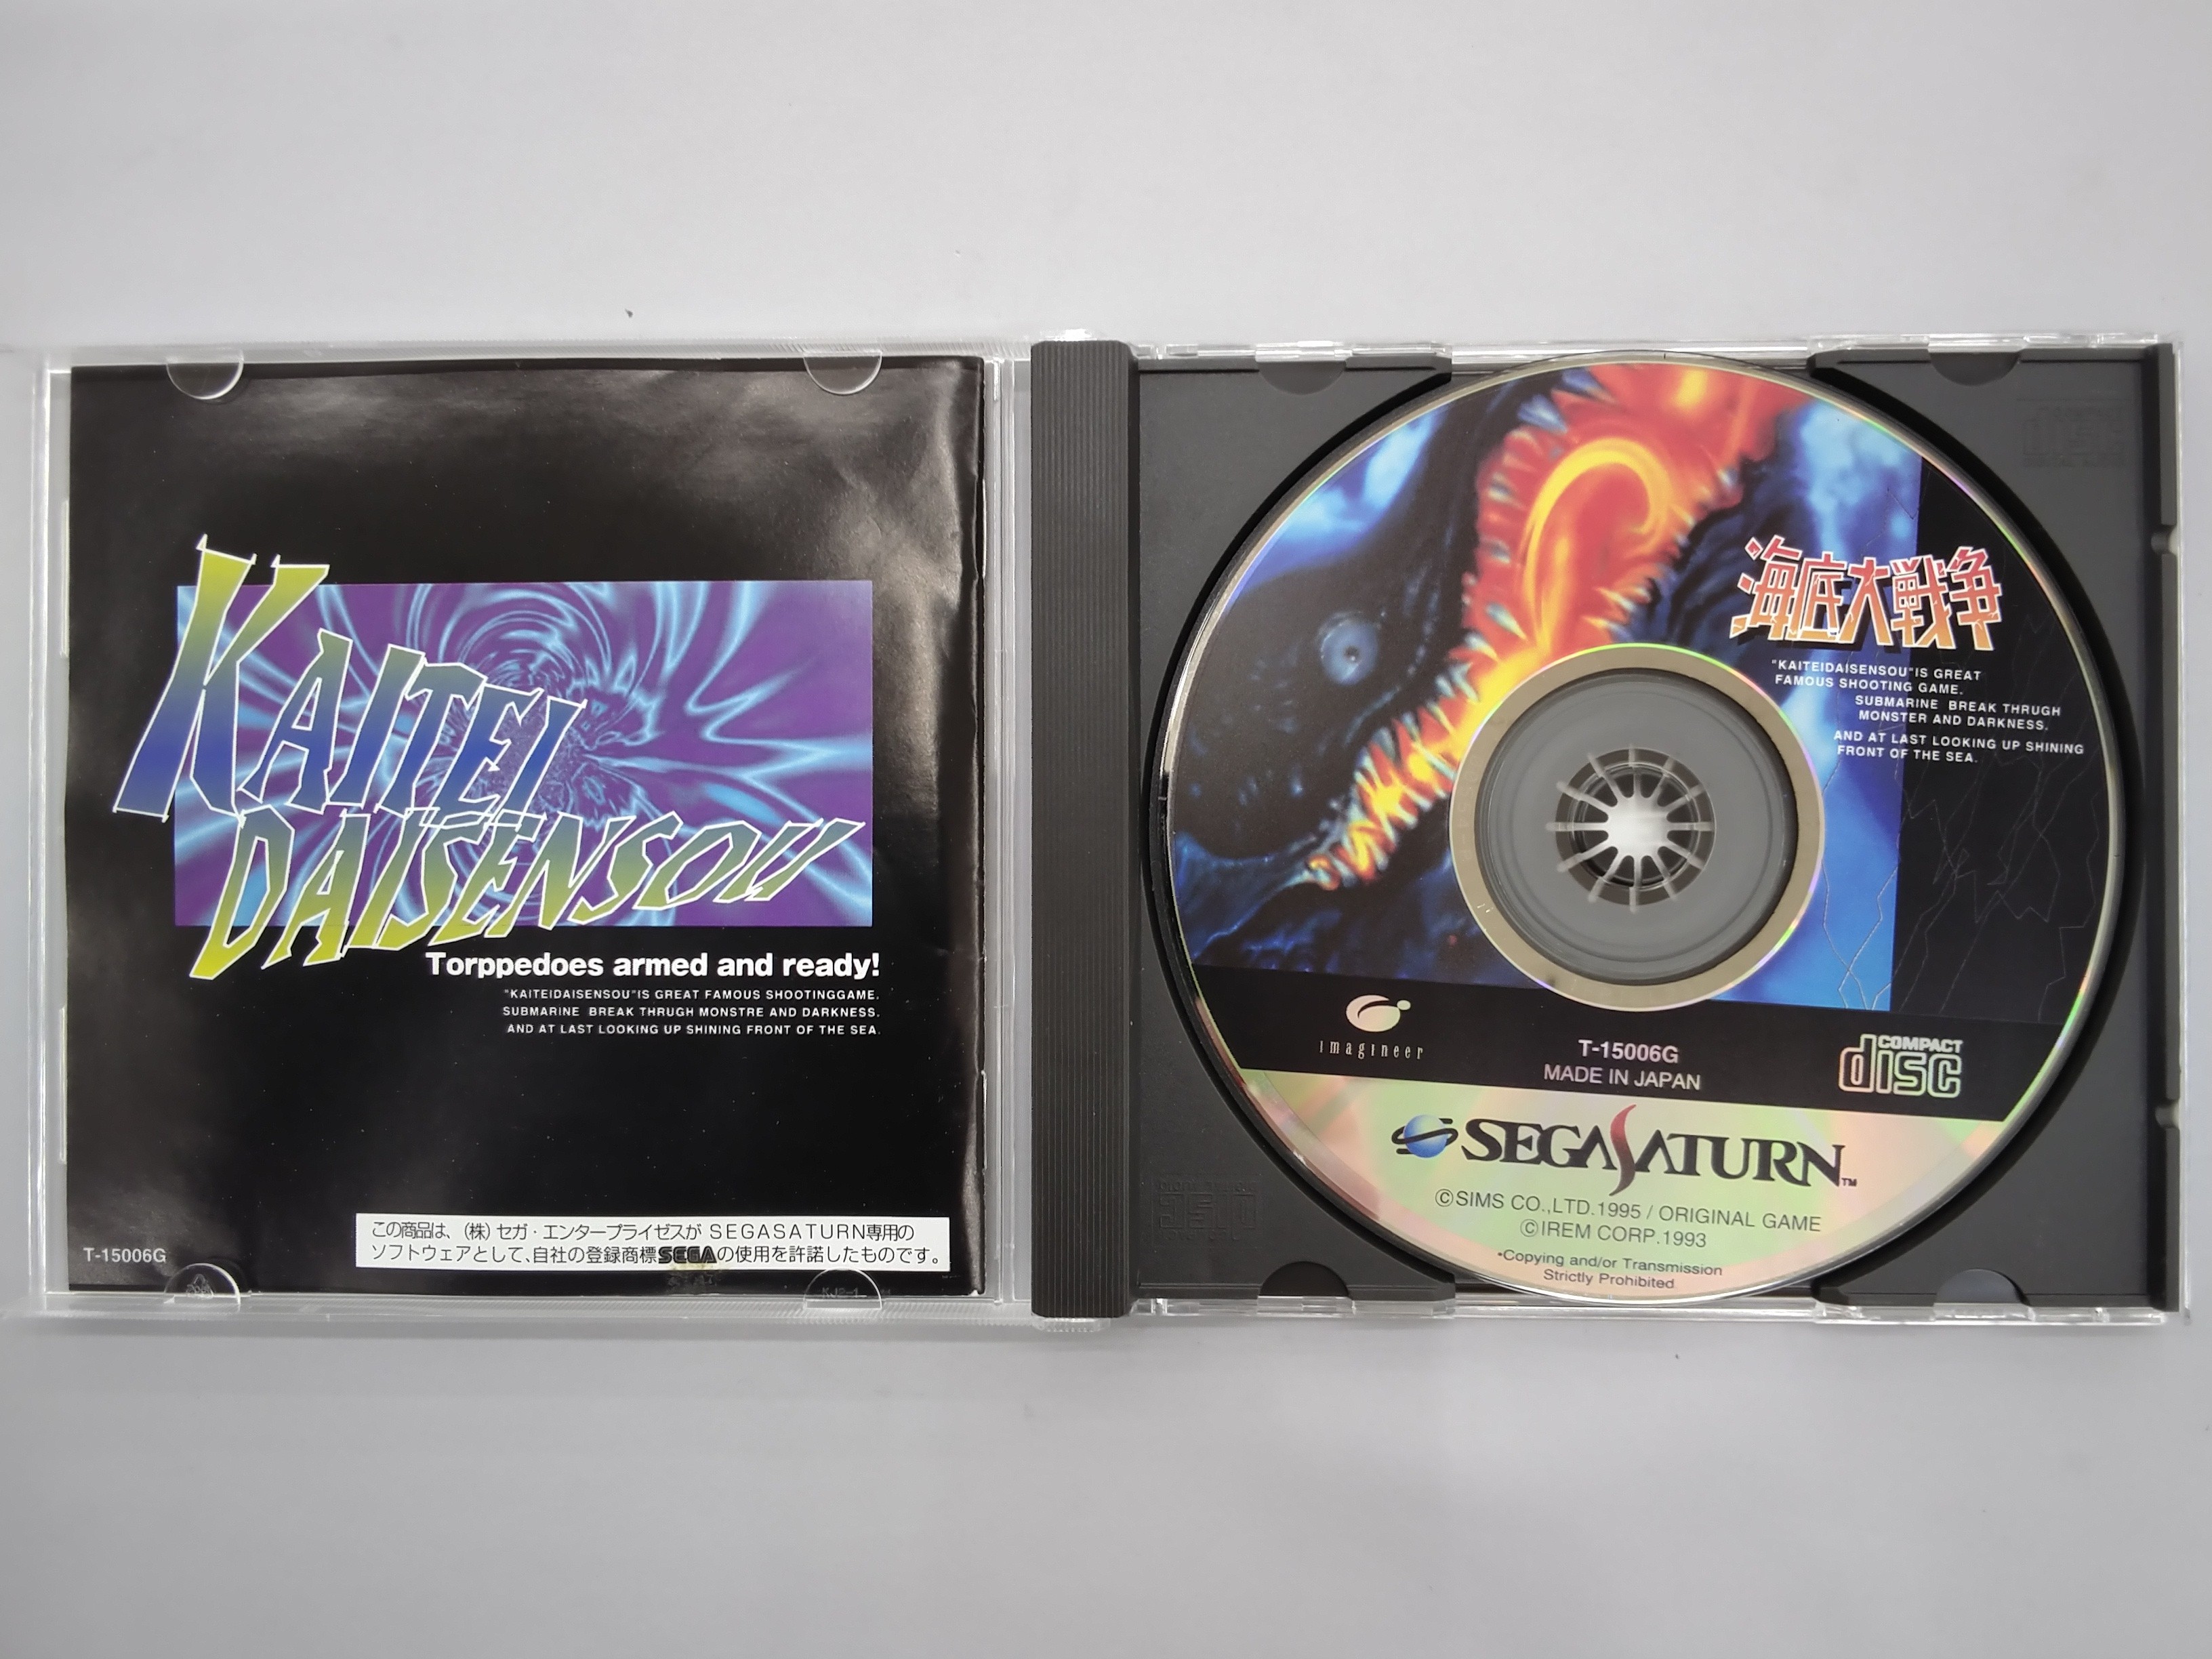 KAITEI
DAISENSOU
Torppedoes armed and ready!
"KAITEIDAISENSOU"IS GREAT FAMOUS SHOOTINGGAME.
SUBMARINE BREAK THRUGH MONSTRE AND DARKNESS.
AND AT LAST LOOKING UP SHINING FRONT OF THE SEA.
この商品は、(株)セガ・エンタープライゼスが SEGASATURN専用の
ソフトウェアとして、自社の登録商標SEGAの使用を許諾したものです。
T-15006G
海底大戦争
"KAITEIDAISENSOU"IS GREAT
FAMOUS SHOOTING GAME.
SUBMARINE BREAK THRUGH
MONSTER AND DARKNESS.
AND AT LAST LOOKING UP SHINING
FRONT OF THE SEA.
imagineer
T-15006G
MADE IN JAPAN
COMPACT
disc
SEGASATURN™
©SIMS CO.,LTD.1995 / ORIGINAL GAME
©IREM CORP.1993
•Copying and/or Transmission
Strictly Prohibited